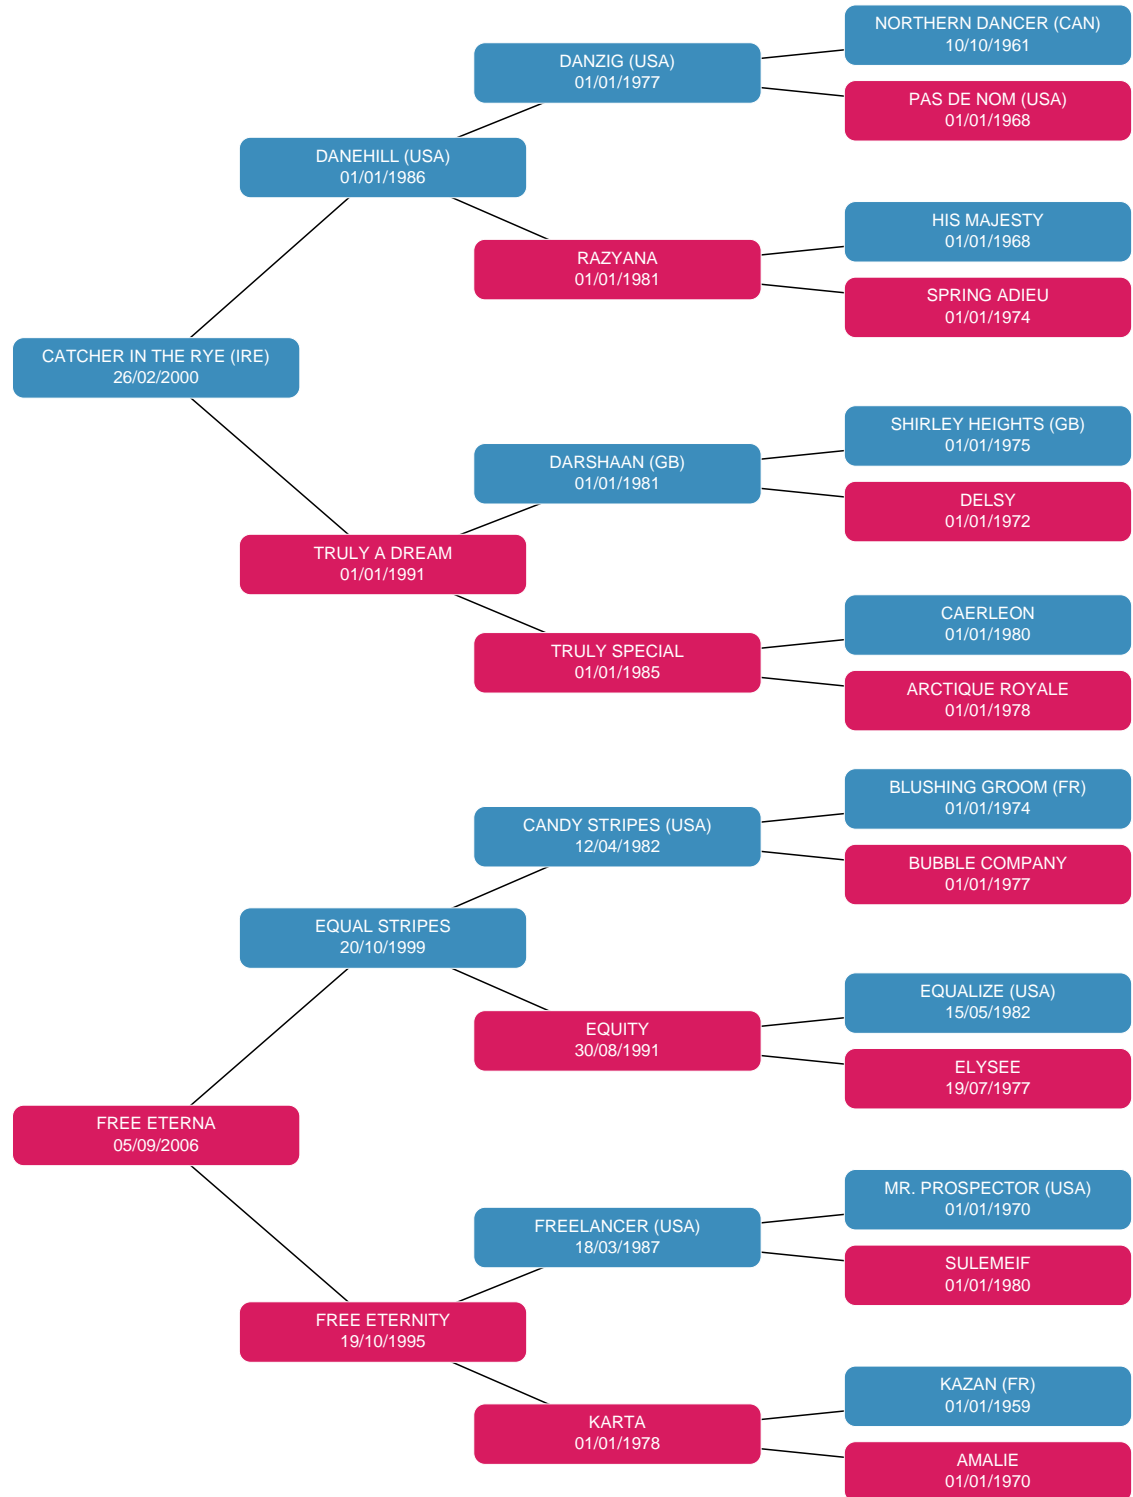 NORTHERN DANCER (CAN)
10/10/1961
DANZIG (USA)
01/01/1977
PAS DE NOM (USA)
01/01/1968
DANEHILL (USA)
01/01/1986
HIS MAJESTY
01/01/1968
RAZYANA
01/01/1981
SPRING ADIEU
01/01/1974
CATCHER IN THE RYE (IRE)
26/02/2000
SHIRLEY HEIGHTS (GB)
01/01/1975
DARSHAAN (GB)
01/01/1981
DELSY
01/01/1972
TRULY A DREAM
01/01/1991
CAERLEON
01/01/1980
TRULY SPECIAL
01/01/1985
ARCTIQUE ROYALE
01/01/1978
BLUSHING GROOM (FR)
01/01/1974
CANDY STRIPES (USA)
12/04/1982
BUBBLE COMPANY
01/01/1977
EQUAL STRIPES
20/10/1999
EQUALIZE (USA)
15/05/1982
EQUITY
30/08/1991
ELYSEE
19/07/1977
FREE ETERNA
05/09/2006
MR. PROSPECTOR (USA)
01/01/1970
FREELANCER (USA)
18/03/1987
SULEMEIF
01/01/1980
FREE ETERNITY
19/10/1995
KAZAN (FR)
01/01/1959
KARTA
01/01/1978
AMALIE
01/01/1970